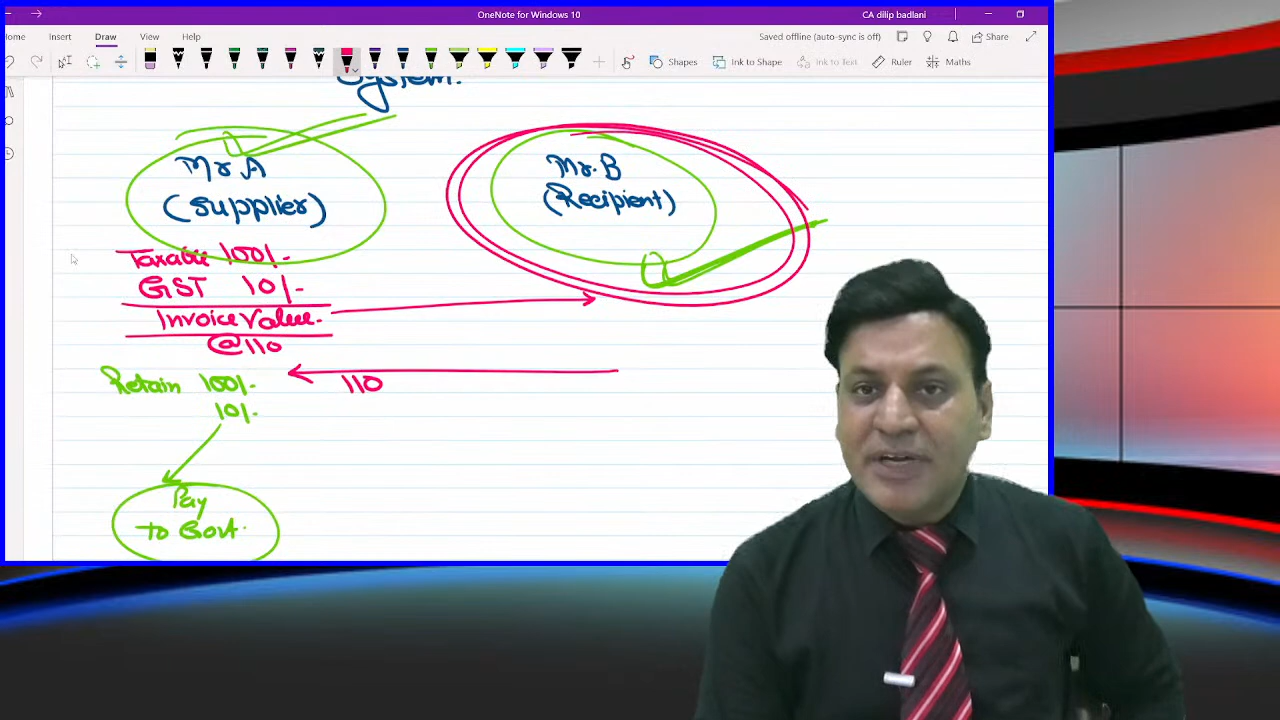 OneNote for Windows 10
CA dilip badlani
Home Insert Draw View Help
Saved offline (auto-sync is off)
Share
Shapes
Ink to Shape
Ink to Text
Ruler
Maths
System.
Mr A
(Supplier)
Mr. B
(Recipient)
Taxable 100/-
GST 10/-
Invoice Value.
@110
110
Retain 100/-
10/-
Pay
to Govt.